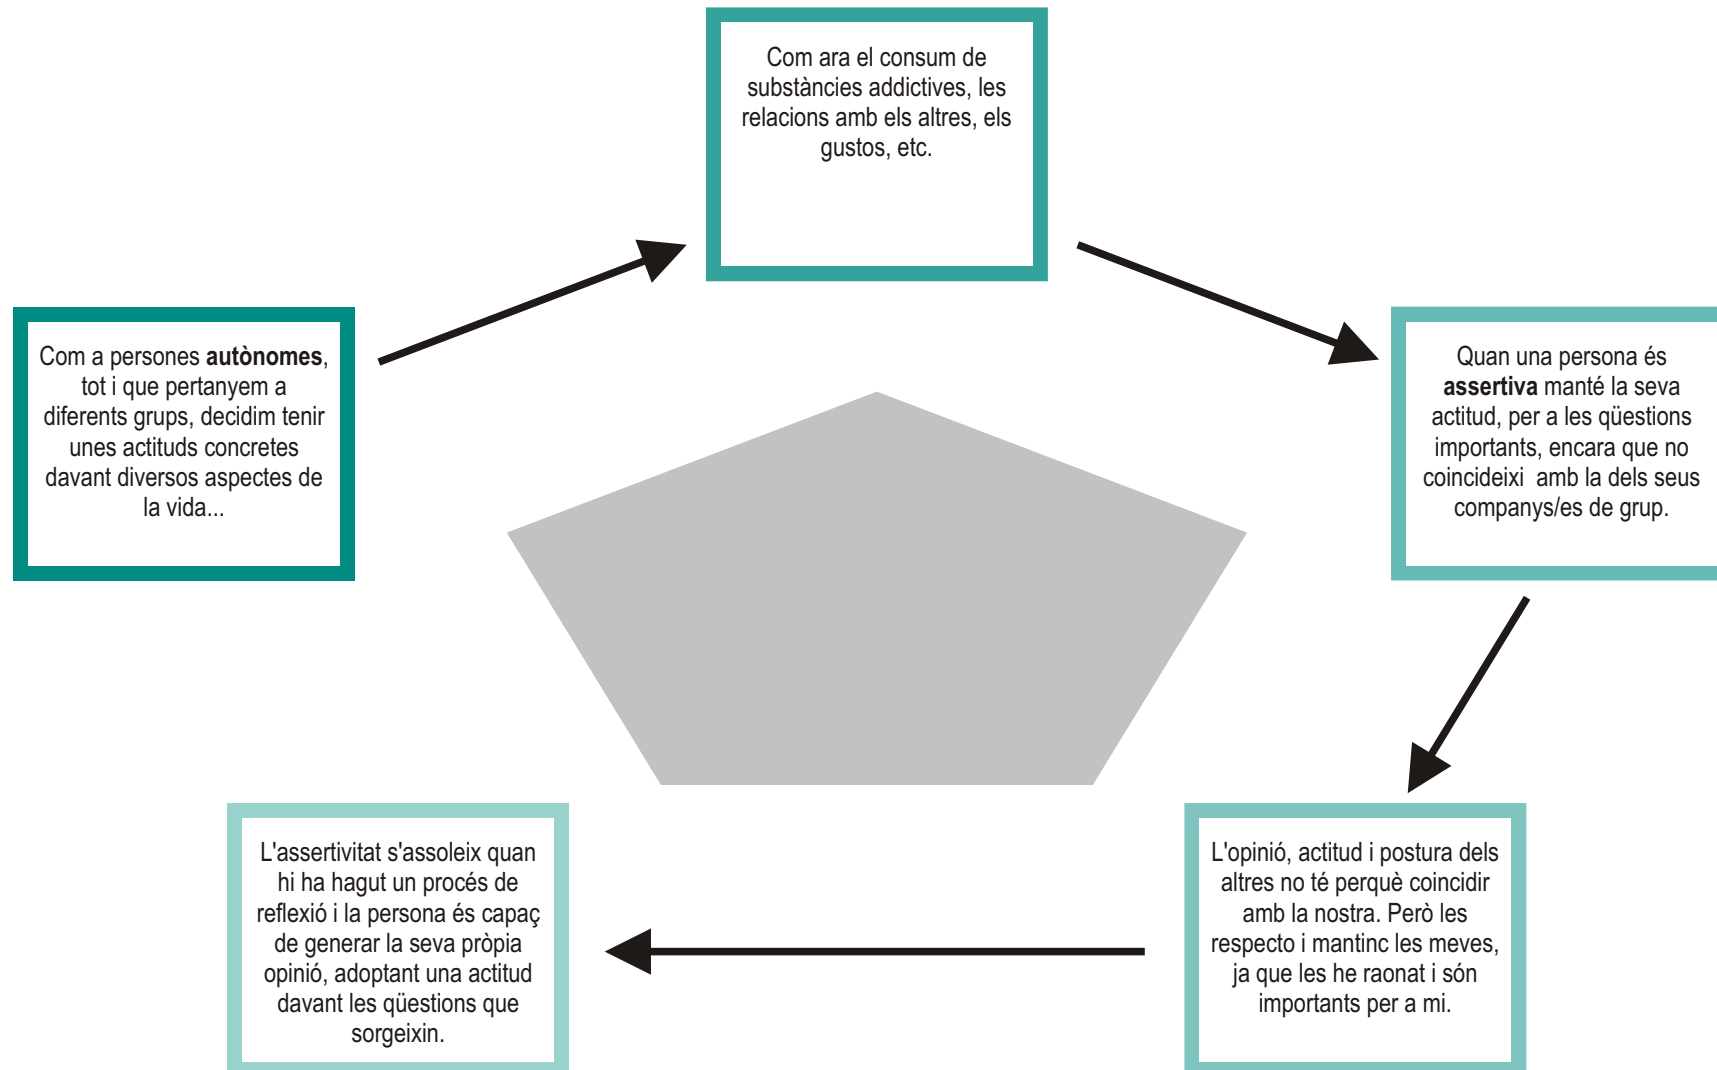 Com a persones autònomes,
tot i que pertanyem a
diferents grups, decidim tenir
unes actituds concretes
davant diversos aspectes de
la vida...
Com ara el consum de
substàncies addictives, les
relacions amb els altres, els
gustos, etc.
Quan una persona és
assertiva manté la seva
actitud, per a les qüestions
importants, encara que no
coincideixi  amb la dels seus
companys/es de grup.
L'opinió, actitud i postura dels
altres no té perquè coincidir
amb la nostra. Però les
respecto i mantinc les meves,
ja que les he raonat i són
importants per a mi.
L'assertivitat s'assoleix quan
hi ha hagut un procés de
reflexió i la persona és capaç
de generar la seva pròpia
opinió, adoptant una actitud
davant les qüestions que
sorgeixin.